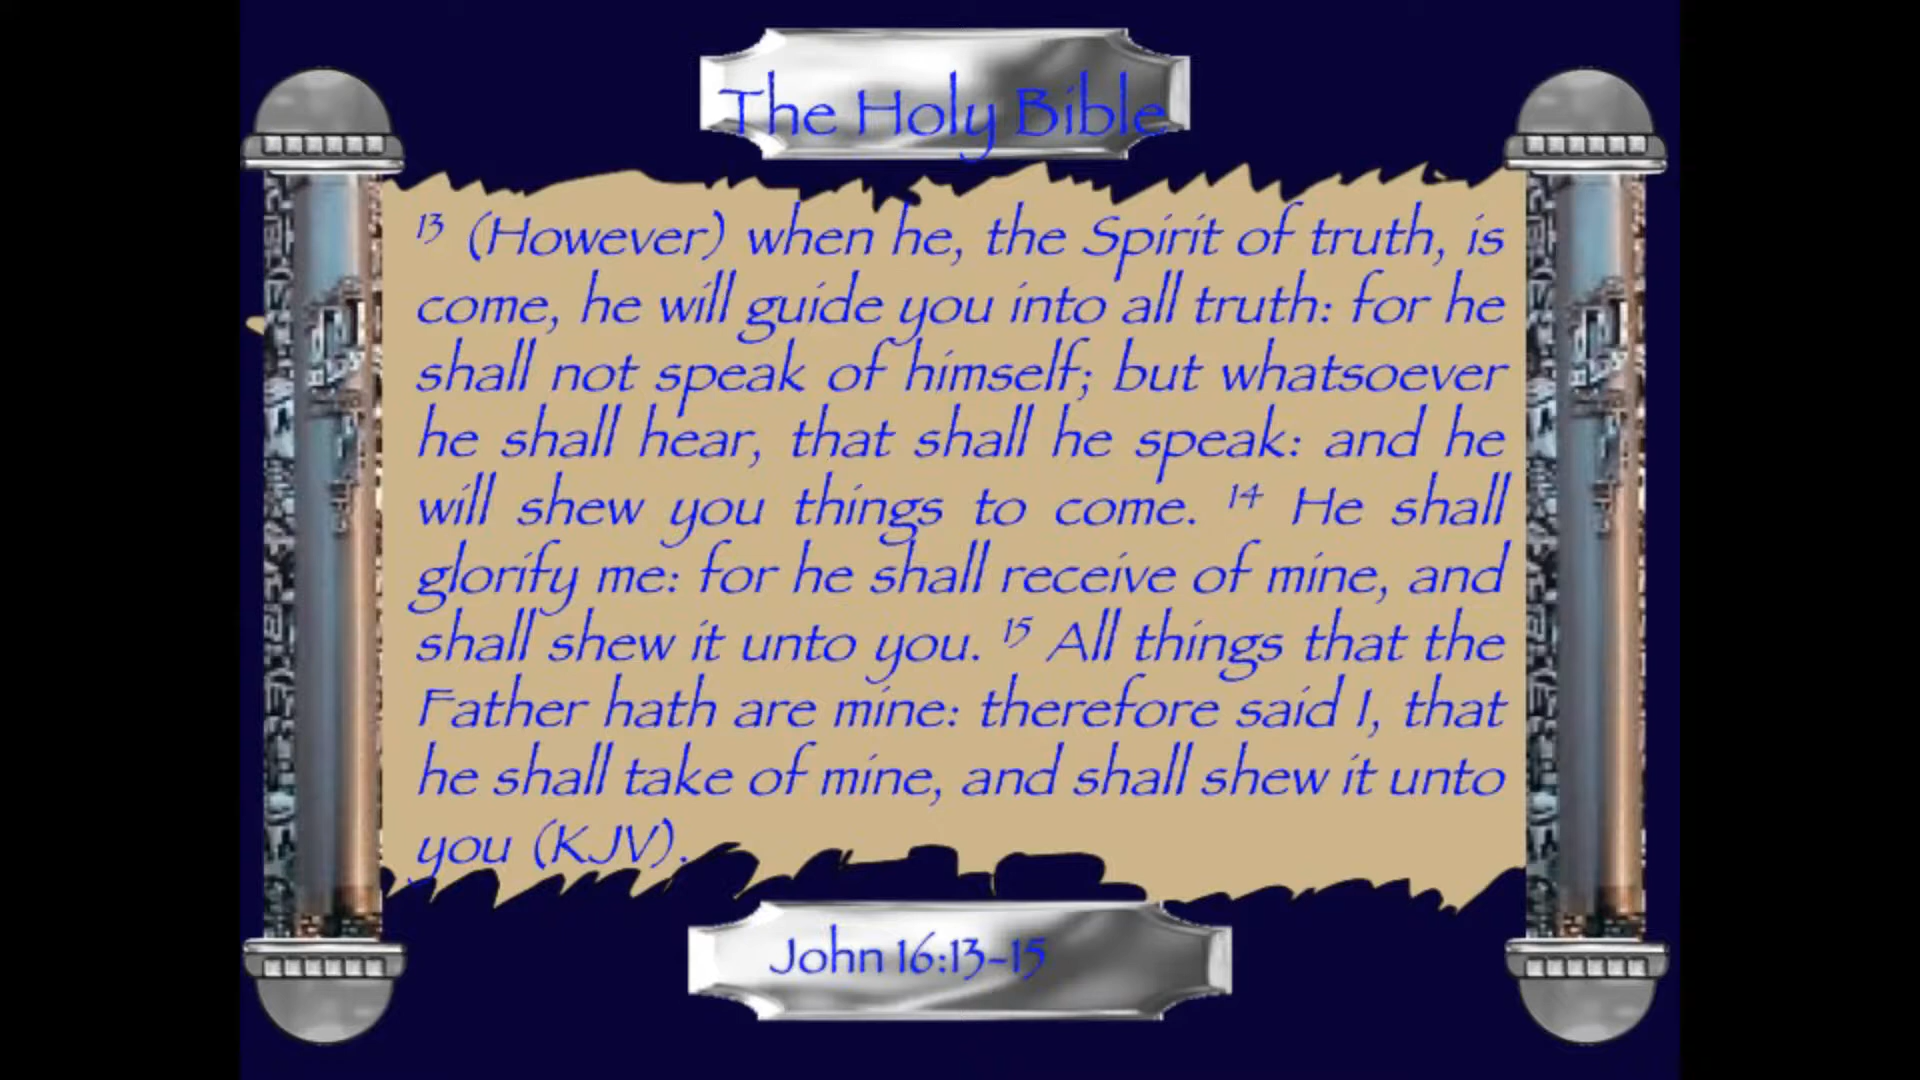 The Holy Bible
13 (However) when he, the Spirit of truth, is
come, he will guide you into all truth: for he
shall not speak of himself; but whatsoever
he shall hear, that shall he speak: and he
will shew you things to come. 14 He shall
glorify me: for he shall receive of mine, and
shall shew it unto you. 15 All things that the
Father hath are mine: therefore said I, that
he shall take of mine, and shall shew it unto
you (KJV).
John 16:13-15